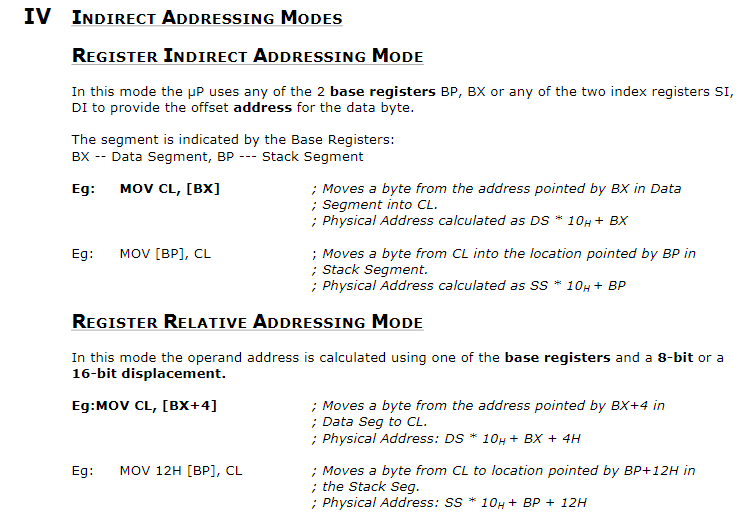 IV INDIRECT ADDRESSING MODES
REGISTER INDIRECT ADDRESSING MODE
In this mode the µP uses any of the 2 base registers BP, BX or any of the two index registers SI,
DI to provide the offset address for the data byte.
The segment is indicated by the Base Registers:
BX -- Data Segment, BP --- Stack Segment
Eg: MOV CL, [BX] ; Moves a byte from the address pointed by BX in Data
; Segment into CL.
; Physical Address calculated as DS * 10H + BX
Eg: MOV [BP], CL ; Moves a byte from CL into the location pointed by BP in
; Stack Segment.
; Physical Address calculated as SS * 10H + BP
REGISTER RELATIVE ADDRESSING MODE
In this mode the operand address is calculated using one of the base registers and a 8-bit or a
16-bit displacement.
Eg:MOV CL, [BX+4] ; Moves a byte from the address pointed by BX+4 in
; Data Seg to CL.
; Physical Address: DS * 10H + BX + 4H
Eg: MOV 12H [BP], CL ; Moves a byte from CL to location pointed by BP+12H in
; the Stack Seg.
; Physical Address: SS * 10H + BP + 12H